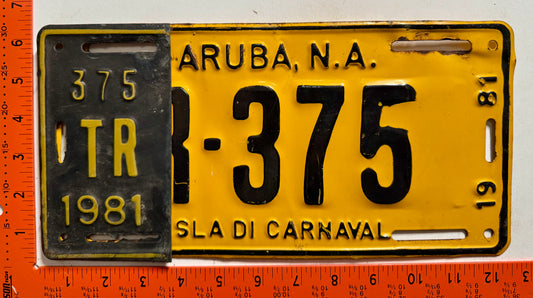 375
TR
1981
ARUBA, N.A.
R-375
19 81
SLA DI CARNAVAL